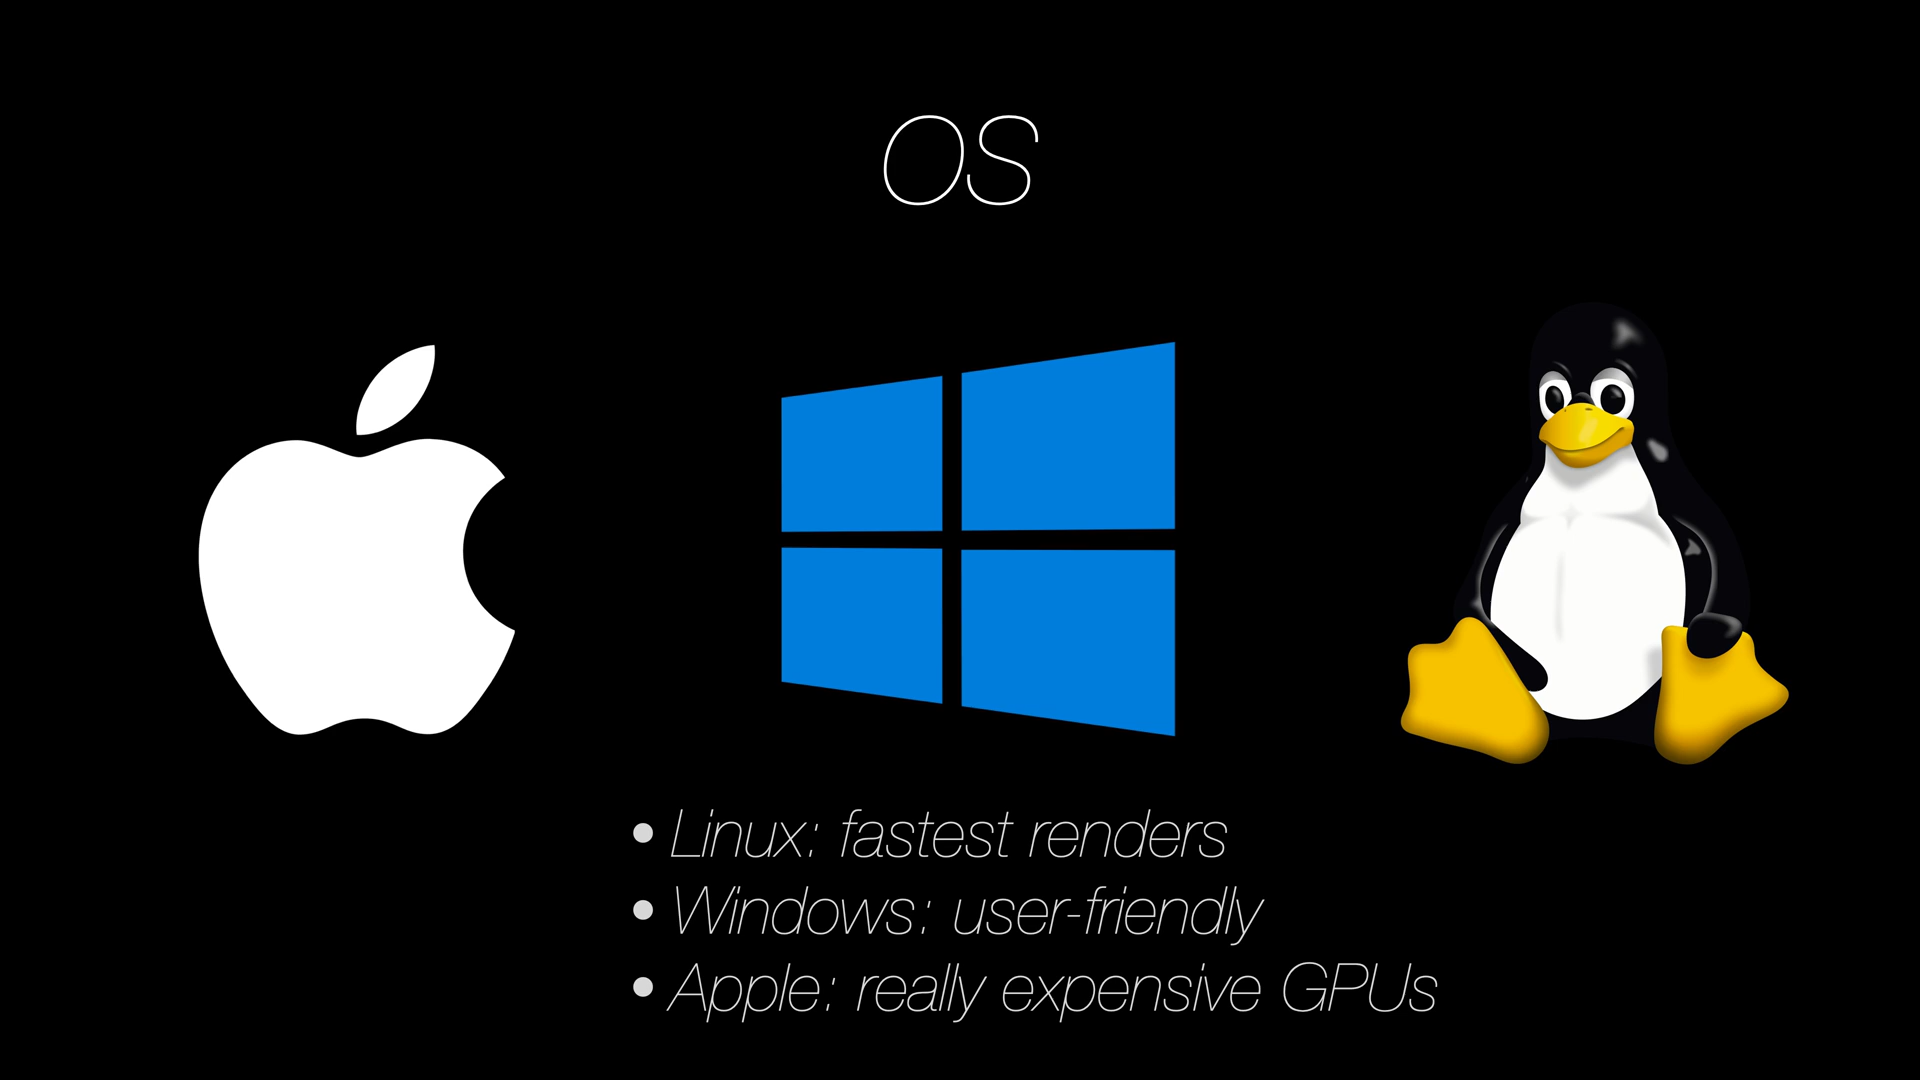 OS
• Linux: fastest renders
• Windows: user-friendly
• Apple: really expensive GPUs